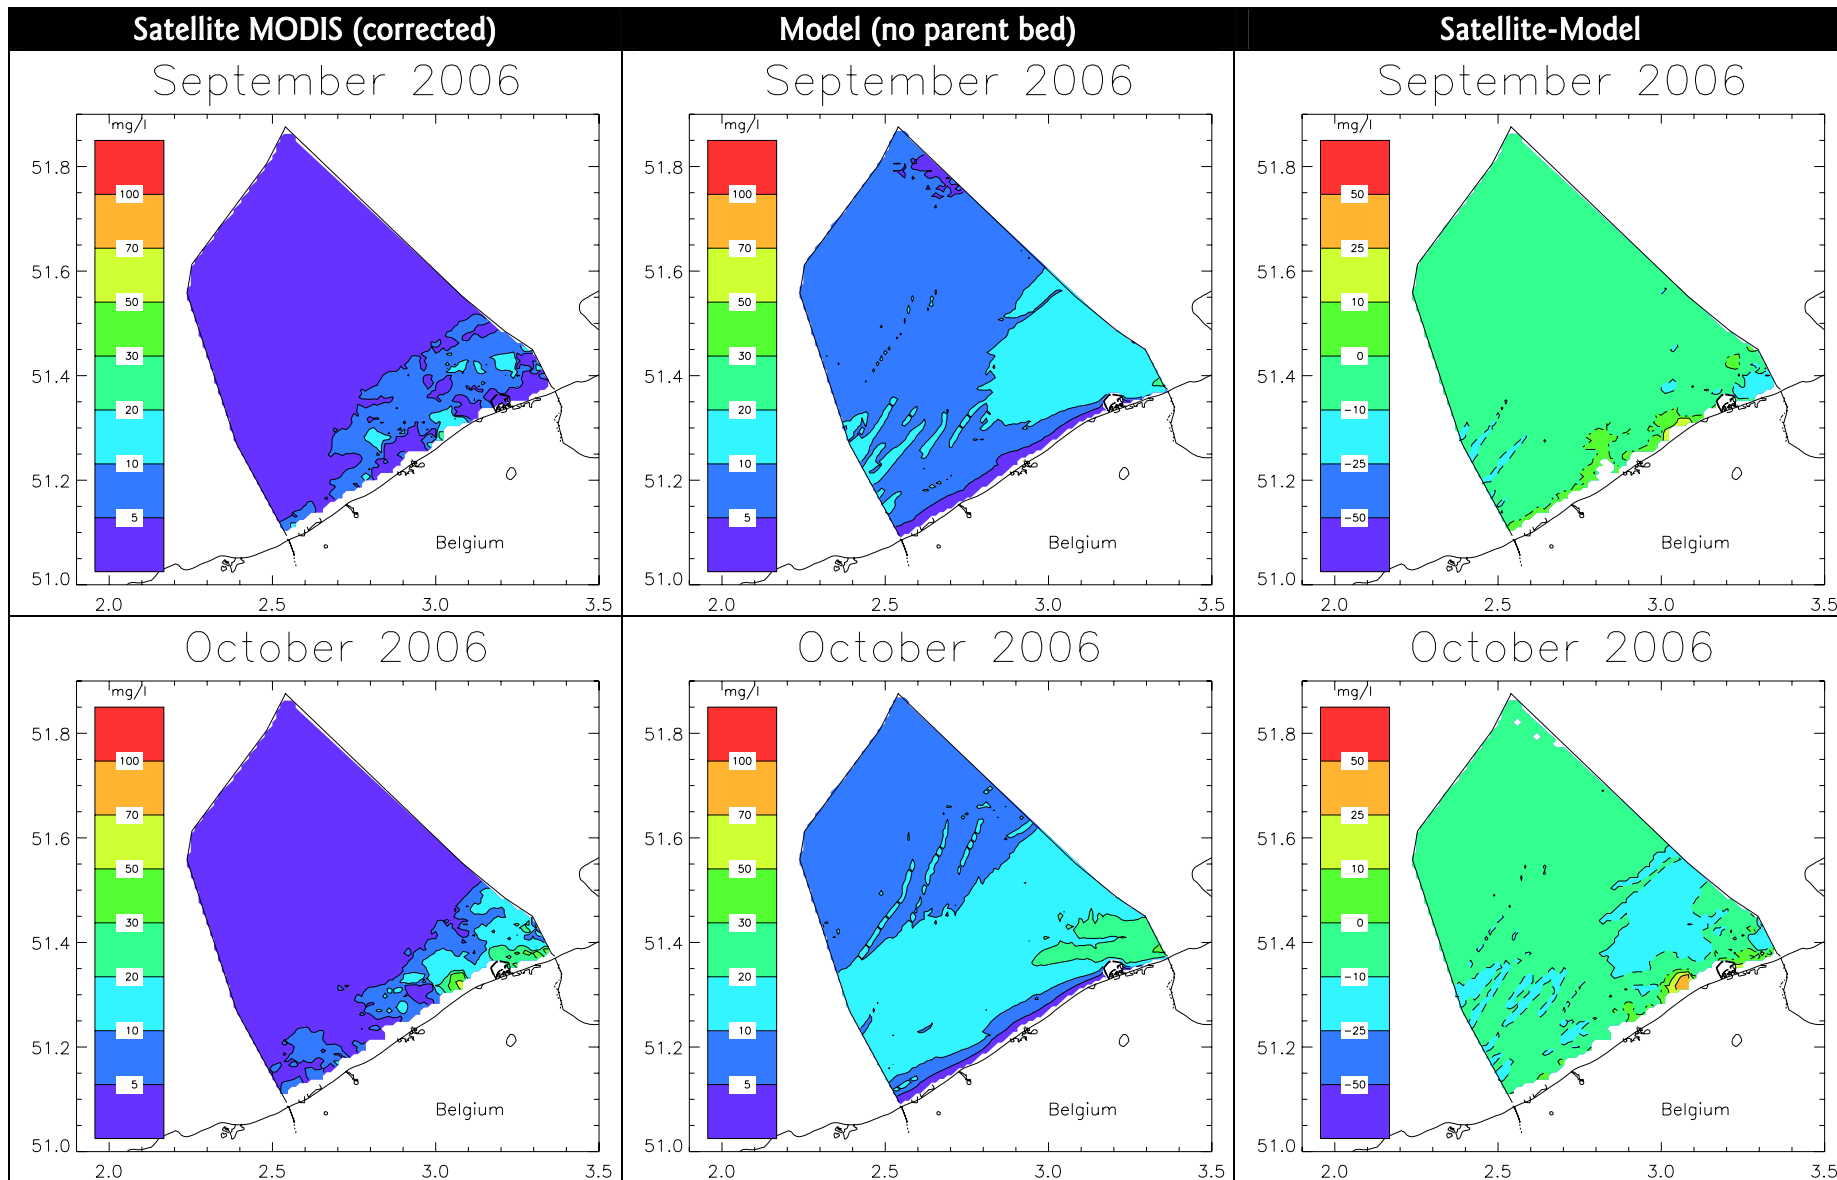 Satellite MODIS (corrected)
Model (no parent bed)
Satellite-Model
September 2006
mg/l
100
70
50
30
20
10
5
51.8
51.6
51.4
51.2
51.0
2.0 2.5 3.0 3.5
Belgium
September 2006
mg/l
100
70
50
30
20
10
5
51.8
51.6
51.4
51.2
51.0
2.0 2.5 3.0 3.5
Belgium
September 2006
mg/l
50
25
10
0
-10
-25
-50
51.8
51.6
51.4
51.2
51.0
2.0 2.5 3.0 3.5
Belgium
October 2006
mg/l
100
70
50
30
20
10
5
51.8
51.6
51.4
51.2
51.0
2.0 2.5 3.0 3.5
Belgium
October 2006
mg/l
100
70
50
30
20
10
5
51.8
51.6
51.4
51.2
51.0
2.0 2.5 3.0 3.5
Belgium
October 2006
mg/l
50
25
10
0
-10
-25
-50
51.8
51.6
51.4
51.2
51.0
2.0 2.5 3.0 3.5
Belgium